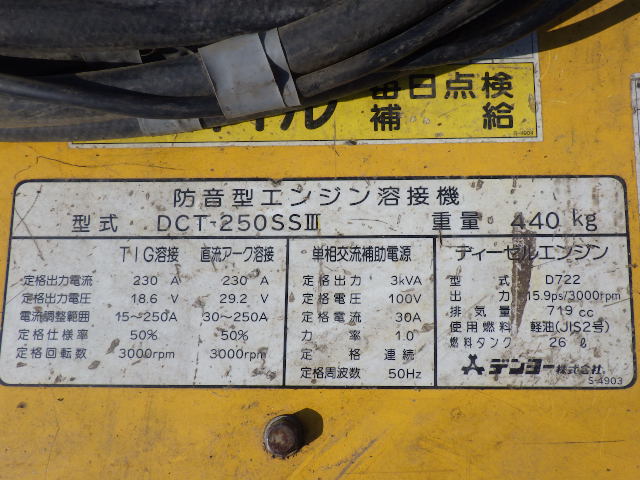 毎日点検
オイル 補給
S-4904
防音型エンジン溶接機
型式 DCT-250SSⅢ 重量 440 kg
TIG溶接 直流アーク溶接
定格出力電流 230 A 230 A
定格出力電圧 18.6 V 29.2 V
電流調整範囲 15~250A 30~250A
定格仕様率 50% 50%
定格回転数 3000rpm 3000rpm
単相交流補助電源
定格出力 3kVA
定格電圧 100V
定格電流 30A
力率 1.0
定格 連続
定格周波数 50Hz
ディーゼルエンジン
型式 D722
出力 15.9ps/3000rpm
排気量 719 cc
使用燃料 軽油(JIS2号)
燃料タンク 26 ℓ
デンヨー株式会社
S-4903